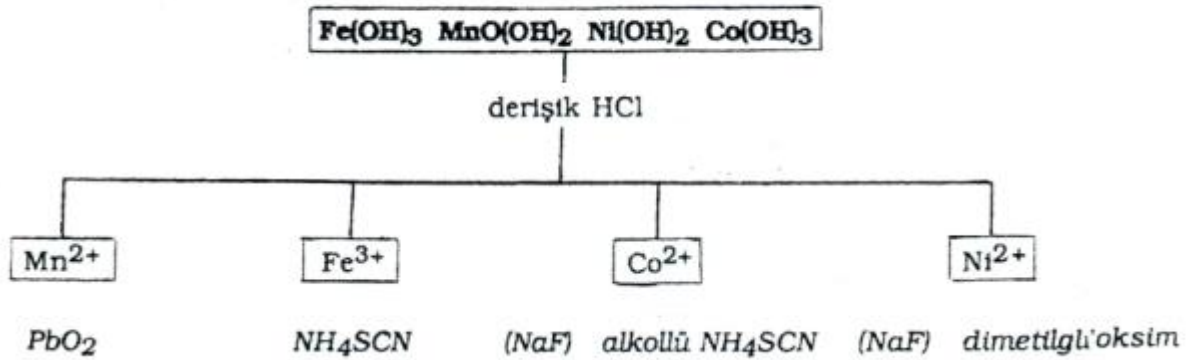 Fe(OH)₃ MnO(OH)₂ Ni(OH)₂ Co(OH)₃
derişik HCl
Mn²⁺ Fe³⁺ Co²⁺ Ni²⁺
PbO₂ NH₄SCN (NaF) alkollü NH₄SCN (NaF) dimetilglioksim